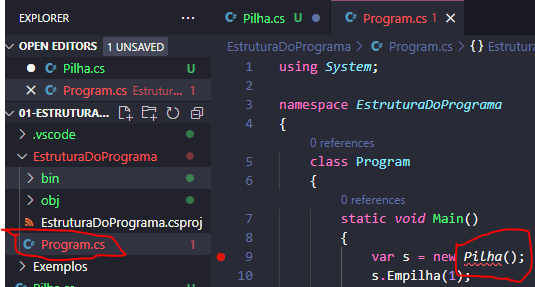 EXPLORER ...
OPEN EDITORS 1 UNSAVED
Pilha.cs U
Program.cs Estrutur... 1
01-ESTRUTURA...
.vscode
EstruturaDoPrograma
bin
obj
EstruturaDoPrograma.csproj
Program.cs 1
Exemplos
Pilha.cs U
C# Pilha.cs U
C# Program.cs 1 X
EstruturaDoPrograma > C# Program.cs > {} Estrutura
1 using System;
2
3 namespace EstruturaDoPrograma
4 {
0 references
5 class Program
6 {
0 references
7 static void Main()
8 {
9 var s = new Pilha();
10 s.Empilha(1);